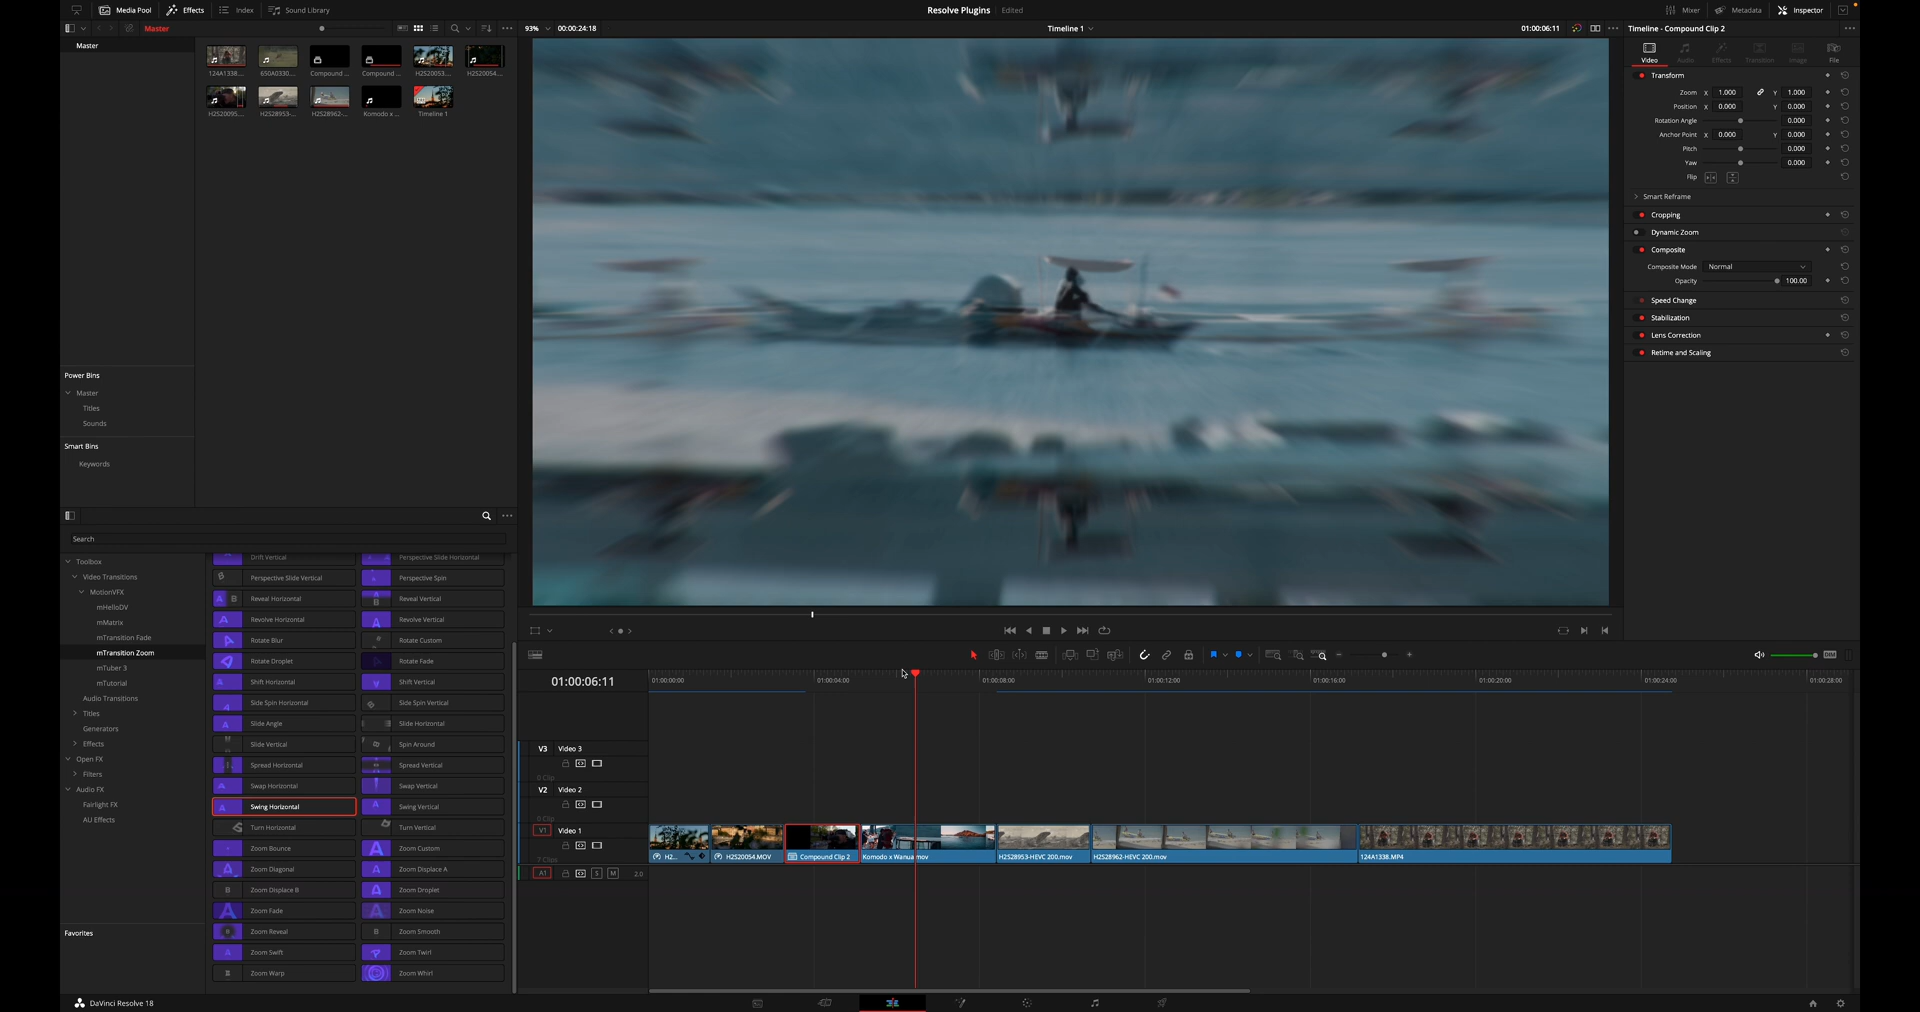 Media Pool Effects Index Sound Library Resolve Plugins Edited Mixer Metadata Inspector
Master 93% 00:00:24:18 Timeline 1 01:00:06:11 Timeline - Compound Clip 2
Master
124A1338.... 650A0330.... Compound ... Compound ... H2S20053.... H2S20054....
H2S20095.... H2S28953-... H2S28962-... Komodo x ... Timeline 1
Video Audio Effects Transition Image File
Transform
Zoom X 1.000 Y 1.000
Position X 0.000 Y 0.000
Rotation Angle 0.000
Anchor Point X 0.000 Y 0.000
Pitch 0.000
Yaw 0.000
Flip
Smart Reframe
Cropping
Dynamic Zoom
Composite
Composite Mode Normal
Opacity 100.00
Speed Change
Stabilization
Lens Correction
Retime and Scaling
Power Bins
Master
Titles
Sounds
Smart Bins
Keywords
Search
Toolbox
Video Transitions
MotionVFX
mHelloDV
mMatrix
mTransition Fade
mTransition Zoom
mTuber 3
mTutorial
Audio Transitions
Titles
Generators
Effects
Open FX
Filters
Audio FX
Fairlight FX
AU Effects
Favorites
Drift Vertical Perspective Slide Horizontal
Perspective Slide Vertical Perspective Spin
Reveal Horizontal Reveal Vertical
Revolve Horizontal Revolve Vertical
Rotate Blur Rotate Custom
Rotate Droplet Rotate Fade
Shift Horizontal Shift Vertical
Side Spin Horizontal Side Spin Vertical
Slide Angle Slide Horizontal
Slide Vertical Spin Around
Spread Horizontal Spread Vertical
Swap Horizontal Swap Vertical
Swing Horizontal Swing Vertical
Turn Horizontal Turn Vertical
Zoom Bounce Zoom Custom
Zoom Diagonal Zoom Displace A
Zoom Displace B Zoom Droplet
Zoom Fade Zoom Noise
Zoom Reveal Zoom Smooth
Zoom Swift Zoom Twirl
Zoom Warp Zoom Whirl
DIM
01:00:06:11 01:00:00:00 01:00:04:00 01:00:08:00 01:00:12:00 01:00:16:00 01:00:20:00 01:00:24:00 01:00:28:00
V3 Video 3
0 Clip
V2 Video 2
0 Clip
V1 Video 1
7 Clips
H2... H2S20054.MOV Compound Clip 2 Komodo x Wanua.mov H2S28953-HEVC 200.mov H2S28962-HEVC 200.mov 124A1338.MP4
A1 S M 2.0
DaVinci Resolve 18